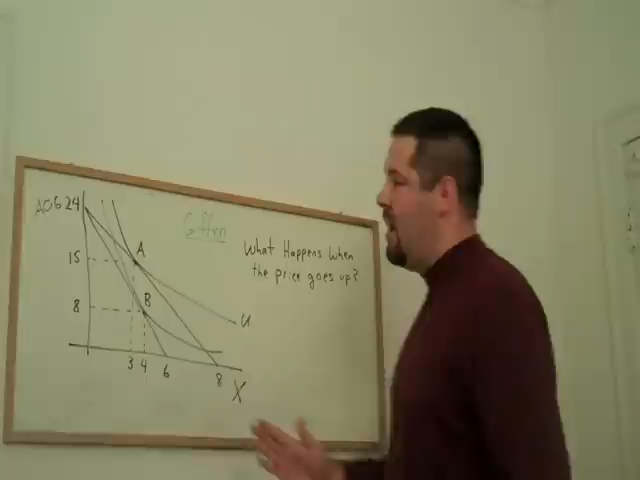 AOG 24
Giffen
What Happens When
the price goes up?
15
A
8
B
u
3 4 6 8
X